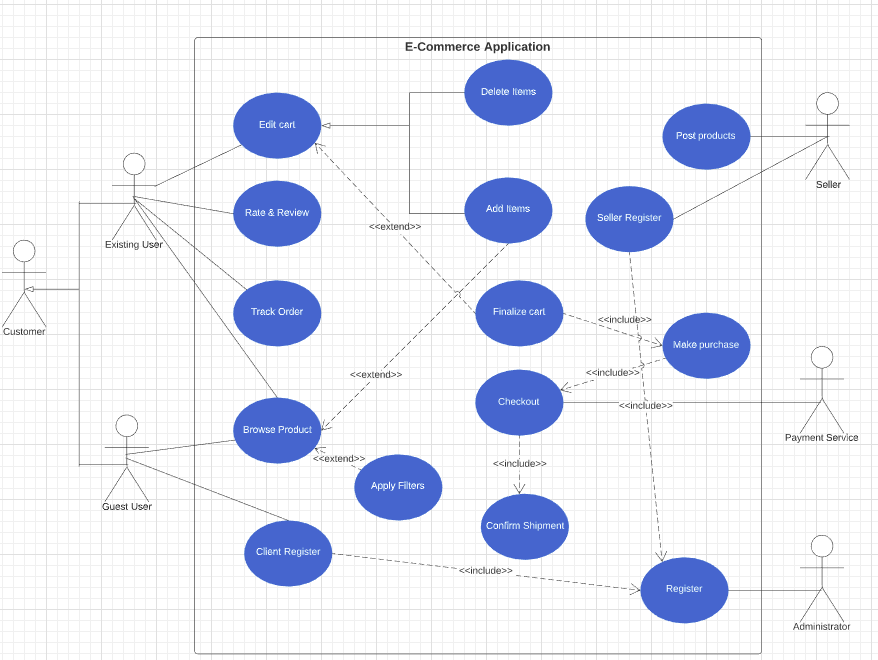 E-Commerce Application
Delete Items
Edit cart
Post products
Seller
Rate & Review
Add Items
Seller Register
<<extend>>
Existing User
Customer
Track Order
Finalize cart
<<include>>
Make purchase
<<include>>
<<extend>>
Checkout
<<include>>
Payment Service
Browse Product
<<extend>>
<<include>>
Apply Filters
Guest User
Confirm Shipment
Client Register
<<include>>
Register
Administrator